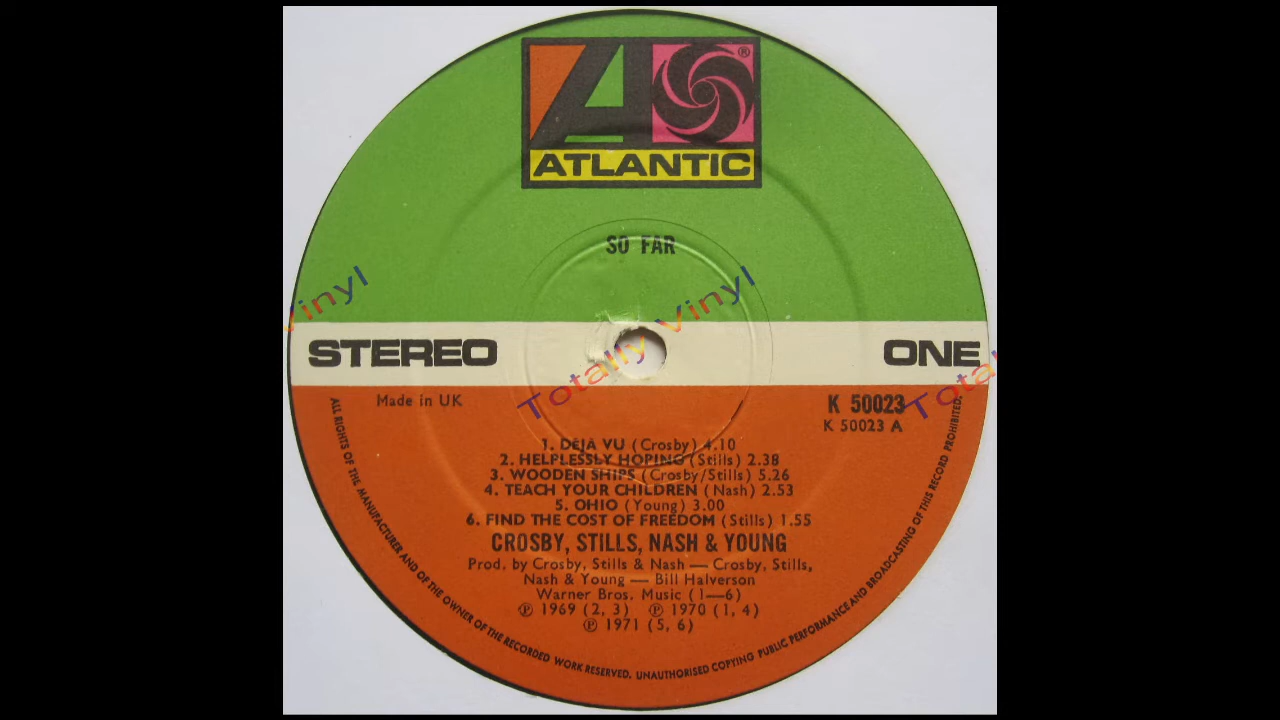 ®
ATLANTIC
SO FAR
Vinyl
Totally Vinyl
STEREO
ONE
Tota
Made in UK
K 50023
K 50023 A
1. DEJA VU (Crosby) 4.10
2. HELPLESSLY HOPING (Stills) 2.38
3. WOODEN SHIPS (Crosby/Stills) 5.26
4. TEACH YOUR CHILDREN (Nash) 2.53
5. OHIO (Young) 3.00
6. FIND THE COST OF FREEDOM (Stills) 1.55
CROSBY, STILLS, NASH & YOUNG
Prod. by Crosby, Stills & Nash — Crosby, Stills,
Nash & Young — Bill Halverson
Warner Bros. Music (1—6)
℗ 1969 (2, 3) ℗ 1970 (1, 4)
℗ 1971 (5, 6)
ALL RIGHTS OF THE MANUFACTURER AND OF THE OWNER OF THE RECORDED WORK RESERVED. UNAUTHORISED COPYING PUBLIC PERFORMANCE AND BROADCASTING OF THIS RECORD PROHIBITED.